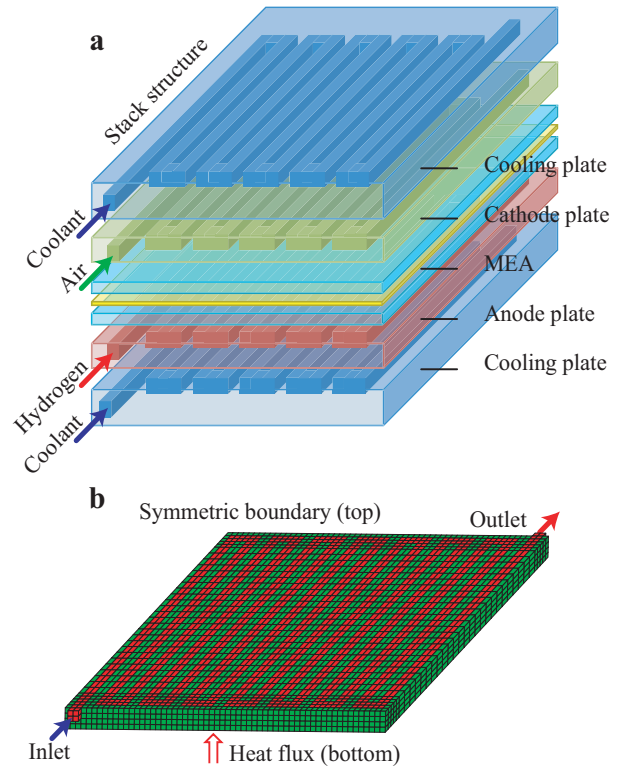 a
Stack structure
Cooling plate
Coolant
Cathode plate
Air
MEA
Anode plate
Hydrogen
Cooling plate
Coolant
b
Symmetric boundary (top)
Outlet
Inlet
Heat flux (bottom)